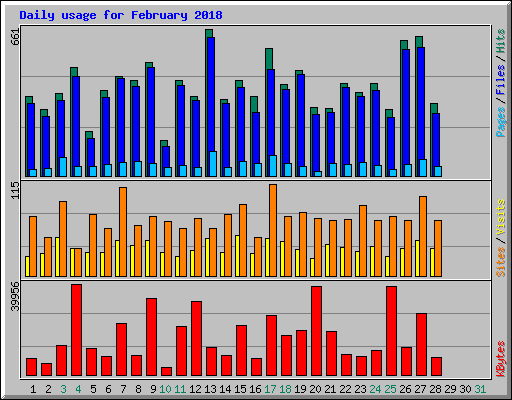 Daily usage for February 2018
661
Pages / Files / Hits
115
Sites / Visits
39956
KBytes
1 2 3 4 5 6 7 8 9 10 11 12 13 14 15 16 17 18 19 20 21 22 23 24 25 26 27 28 29 30 31